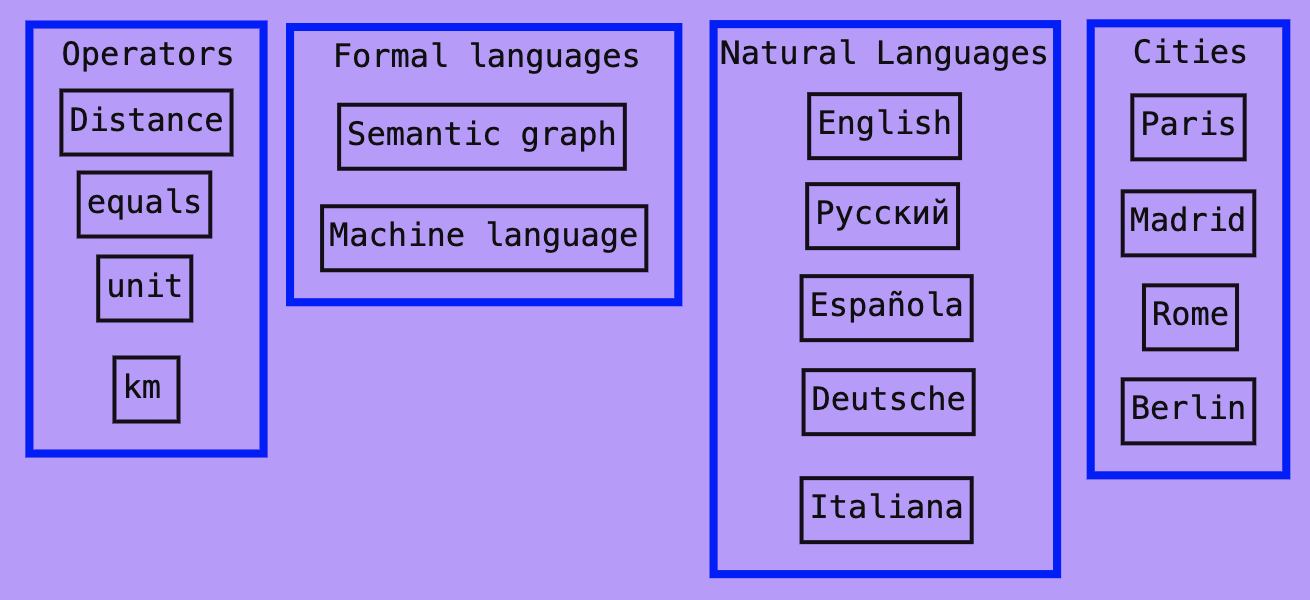 Operators
Distance
equals
unit
km
Formal languages
Semantic graph
Machine language
Natural Languages
English
Русский
Española
Deutsche
Italiana
Cities
Paris
Madrid
Rome
Berlin